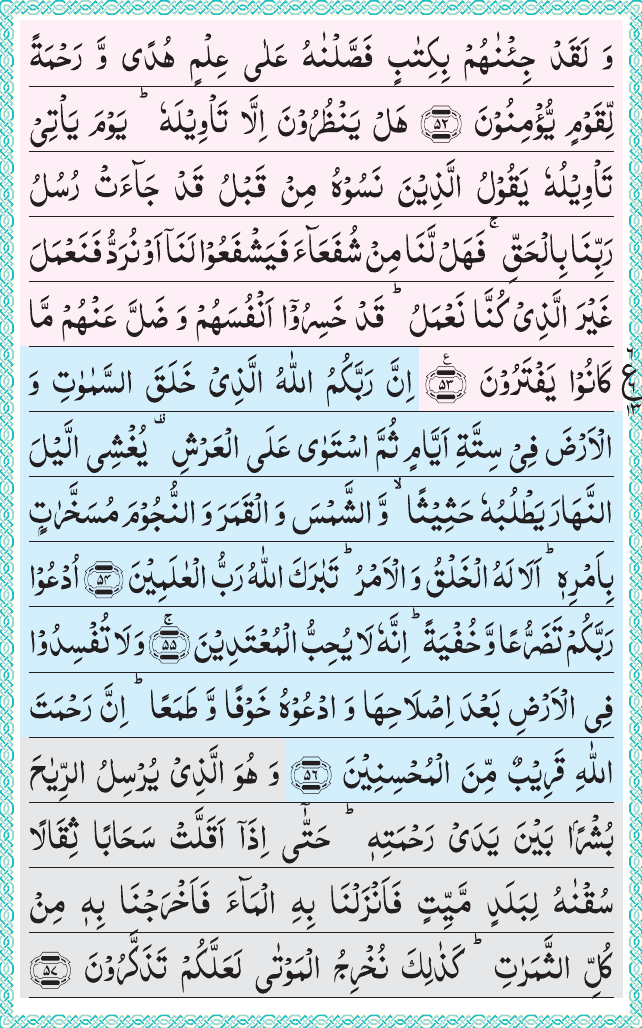 وَ لَقَدْ جِئْنٰهُمْ بِكِتٰبٍ فَصَّلْنٰهُ عَلٰى عِلْمٍ هُدًى وَّ رَحْمَةً
لِّقَوْمٍ يُّؤْمِنُوْنَ ﴿۵۲﴾ هَلْ يَنْظُرُوْنَ اِلَّا تَاْوِيْلَهٗ ؕ يَوْمَ يَاْتِيْ
تَاْوِيْلُهٗ يَقُوْلُ الَّذِيْنَ نَسُوْهُ مِنْ قَبْلُ قَدْ جَآءَتْ رُسُلُ
رَبِّنَا بِالْحَقِّ ۚ فَهَلْ لَّنَا مِنْ شُفَعَآءَ فَيَشْفَعُوْا لَنَاۤ اَوْ نُرَدُّ فَنَعْمَلَ
غَيْرَ الَّذِيْ كُنَّا نَعْمَلُ ؕ قَدْ خَسِرُوْۤا اَنْفُسَهُمْ وَ ضَلَّ عَنْهُمْ مَّا
كَانُوْا يَفْتَرُوْنَ ﴿۵۳﴾ع اِنَّ رَبَّكُمُ اللّٰهُ الَّذِيْ خَلَقَ السَّمٰوٰتِ وَ
الْاَرْضَ فِيْ سِتَّةِ اَيَّامٍ ثُمَّ اسْتَوٰى عَلَى الْعَرْشِ ۫ يُغْشِى الَّيْلَ
النَّهَارَ يَطْلُبُهٗ حَثِيْثًا ۙ وَّ الشَّمْسَ وَ الْقَمَرَ وَ النُّجُوْمَ مُسَخَّرٰتٍۭ
بِاَمْرِهٖ ؕ اَلَا لَهُ الْخَلْقُ وَ الْاَمْرُ ؕ تَبٰرَكَ اللّٰهُ رَبُّ الْعٰلَمِيْنَ ﴿۵۴﴾ اُدْعُوْا
رَبَّكُمْ تَضَرُّعًا وَّ خُفْيَةً ؕ اِنَّهٗ لَا يُحِبُّ الْمُعْتَدِيْنَ ﴿۵۵﴾ۚ وَ لَا تُفْسِدُوْا
فِى الْاَرْضِ بَعْدَ اِصْلَاحِهَا وَ ادْعُوْهُ خَوْفًا وَّ طَمَعًا ؕ اِنَّ رَحْمَتَ
اللّٰهِ قَرِيْبٌ مِّنَ الْمُحْسِنِيْنَ ﴿۵۶﴾ وَ هُوَ الَّذِيْ يُرْسِلُ الرِّيٰحَ
بُشْرًۢا بَيْنَ يَدَيْ رَحْمَتِهٖ ؕ حَتّٰۤى اِذَاۤ اَقَلَّتْ سَحَابًا ثِقَالًا
سُقْنٰهُ لِبَلَدٍ مَّيِّتٍ فَاَنْزَلْنَا بِهِ الْمَآءَ فَاَخْرَجْنَا بِهٖ مِنْ
كُلِّ الثَّمَرٰتِ ؕ كَذٰلِكَ نُخْرِجُ الْمَوْتٰى لَعَلَّكُمْ تَذَكَّرُوْنَ ﴿۵۷﴾